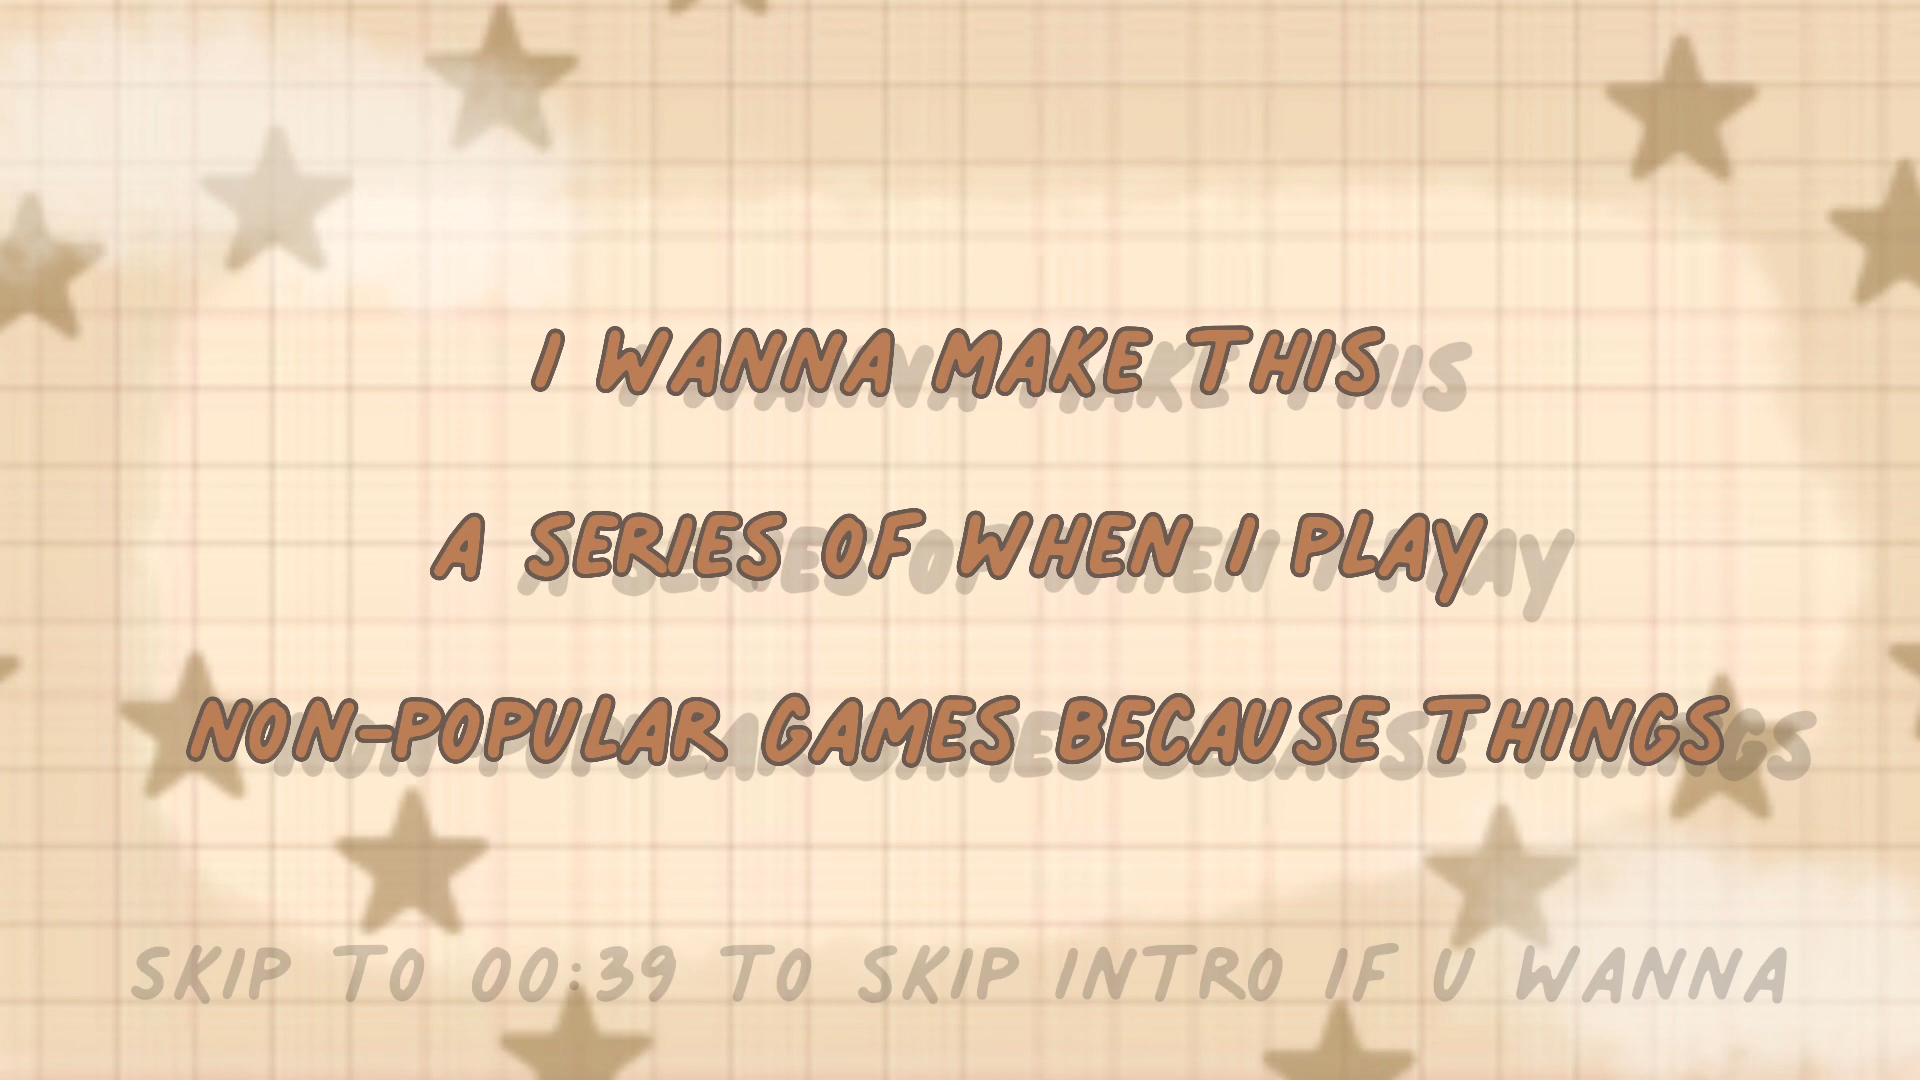 I WANNA MAKE THIS
A SERIES OF WHEN I PLAY
NON-POPULAR GAMES BECAUSE THINGS
SKIP TO 00:39 TO SKIP INTRO IF U WANNA